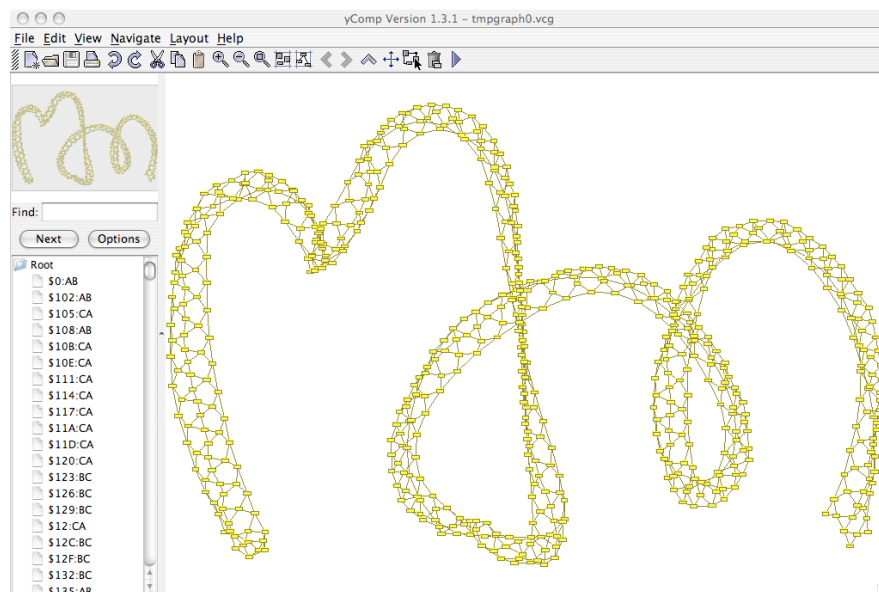 yComp Version 1.3.1 – tmpgraph0.vcg
File Edit View Navigate Layout Help
Find:
Next Options
Root
$0:AB
$102:AB
$105:CA
$108:AB
$10B:CA
$10E:CA
$111:CA
$114:CA
$117:CA
$11A:CA
$11D:CA
$120:CA
$123:BC
$126:BC
$129:BC
$12:CA
$12C:BC
$12F:BC
$132:BC
$135:AB